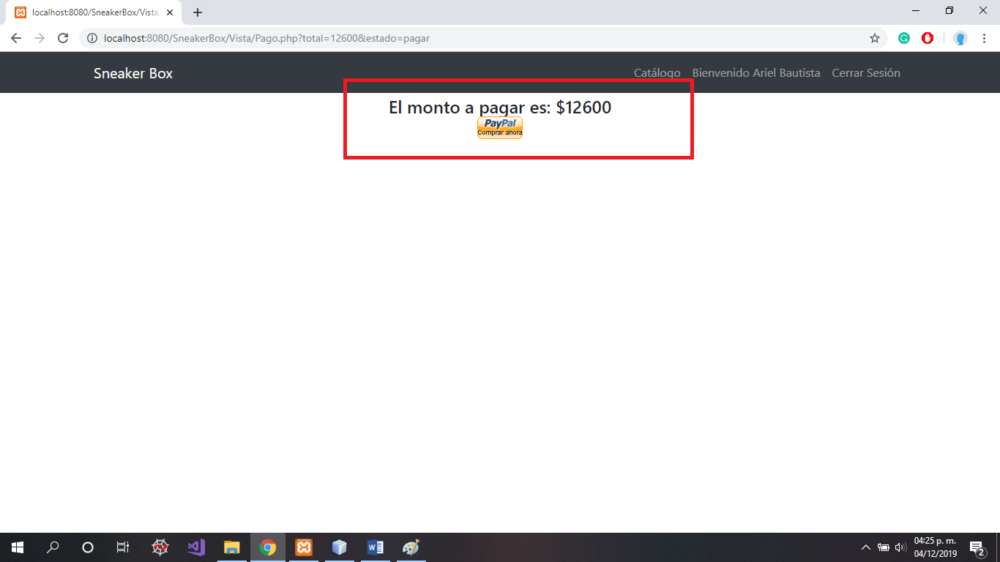 localhost:8080/SneakerBox/Vista
localhost:8080/SneakerBox/Vista/Pago.php?total=12600&estado=pagar
Sneaker Box
Catálogo Bienvenido Ariel Bautista Cerrar Sesión
El monto a pagar es: $12600
PayPal
Comprar ahora
04:25 p. m.
04/12/2019
2